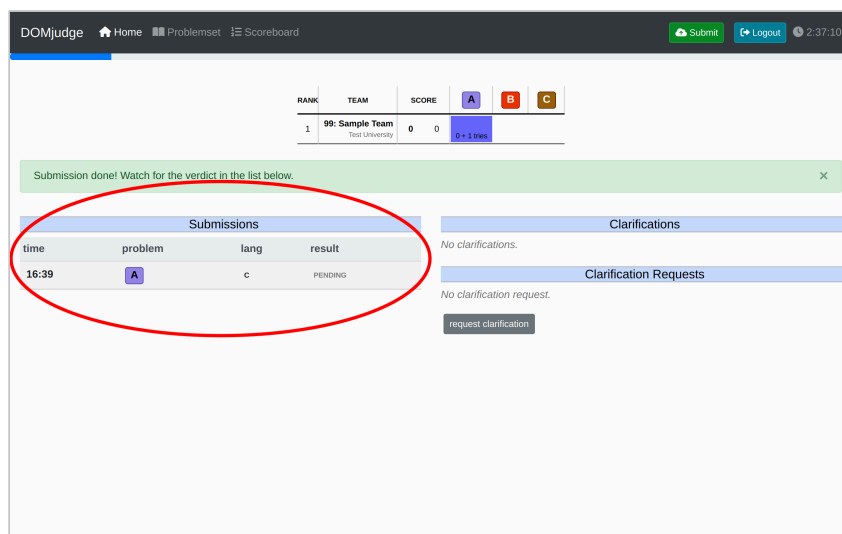 DOMjudge Home Problemset Scoreboard Submit Logout 2:37:10
RANK TEAM SCORE A B C
1 99: Sample Team 0 0 0 + 1 tries
Test University
Submission done! Watch for the verdict in the list below. ×
Submissions
time problem lang result
16:39 A C PENDING
Clarifications
No clarifications.
Clarification Requests
No clarification request.
request clarification